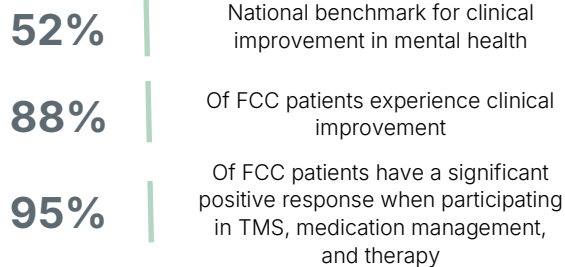 52%
National benchmark for clinical
improvement in mental health
88%
Of FCC patients experience clinical
improvement
95%
Of FCC patients have a significant
positive response when participating
in TMS, medication management,
and therapy